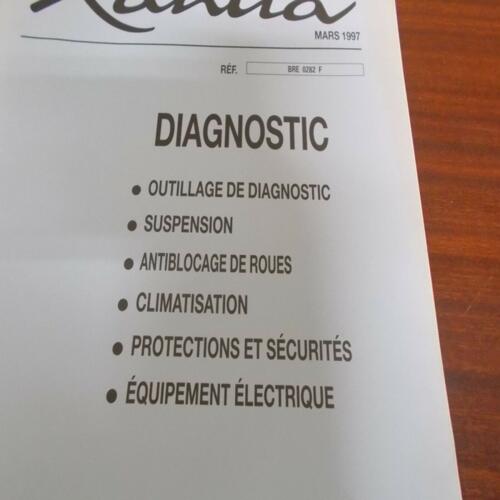 MARS 1997
RÉF. BRE 0282 F
DIAGNOSTIC
• OUTILLAGE DE DIAGNOSTIC
• SUSPENSION
• ANTIBLOCAGE DE ROUES
• CLIMATISATION
• PROTECTIONS ET SÉCURITÉS
• ÉQUIPEMENT ÉLECTRIQUE